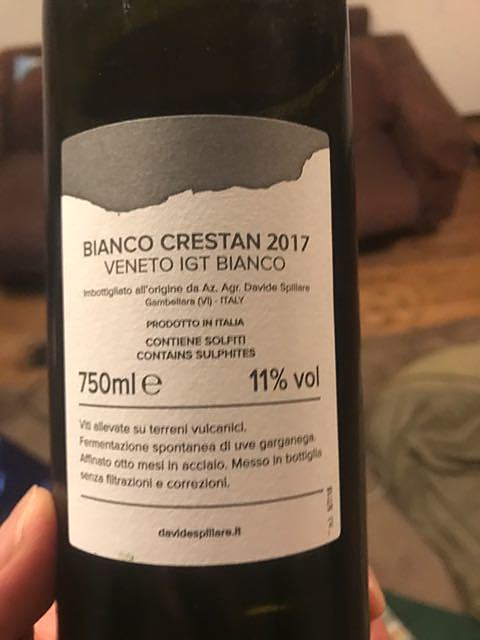 BIANCO CRESTAN 2017
VENETO IGT BIANCO
Imbottigliato all'origine da Az. Agr. Davide Spillare
Gambellara (VI) - ITALY
PRODOTTO IN ITALIA
CONTIENE SOLFITI
CONTAINS SULPHITES
750ml e 11% vol
Viti allevate su terreni vulcanici.
Fermentazione spontanea di uve garganega.
Affinato otto mesi in acciaio. Messo in bottiglia
senza filtrazioni e correzioni.
davidespillare.it